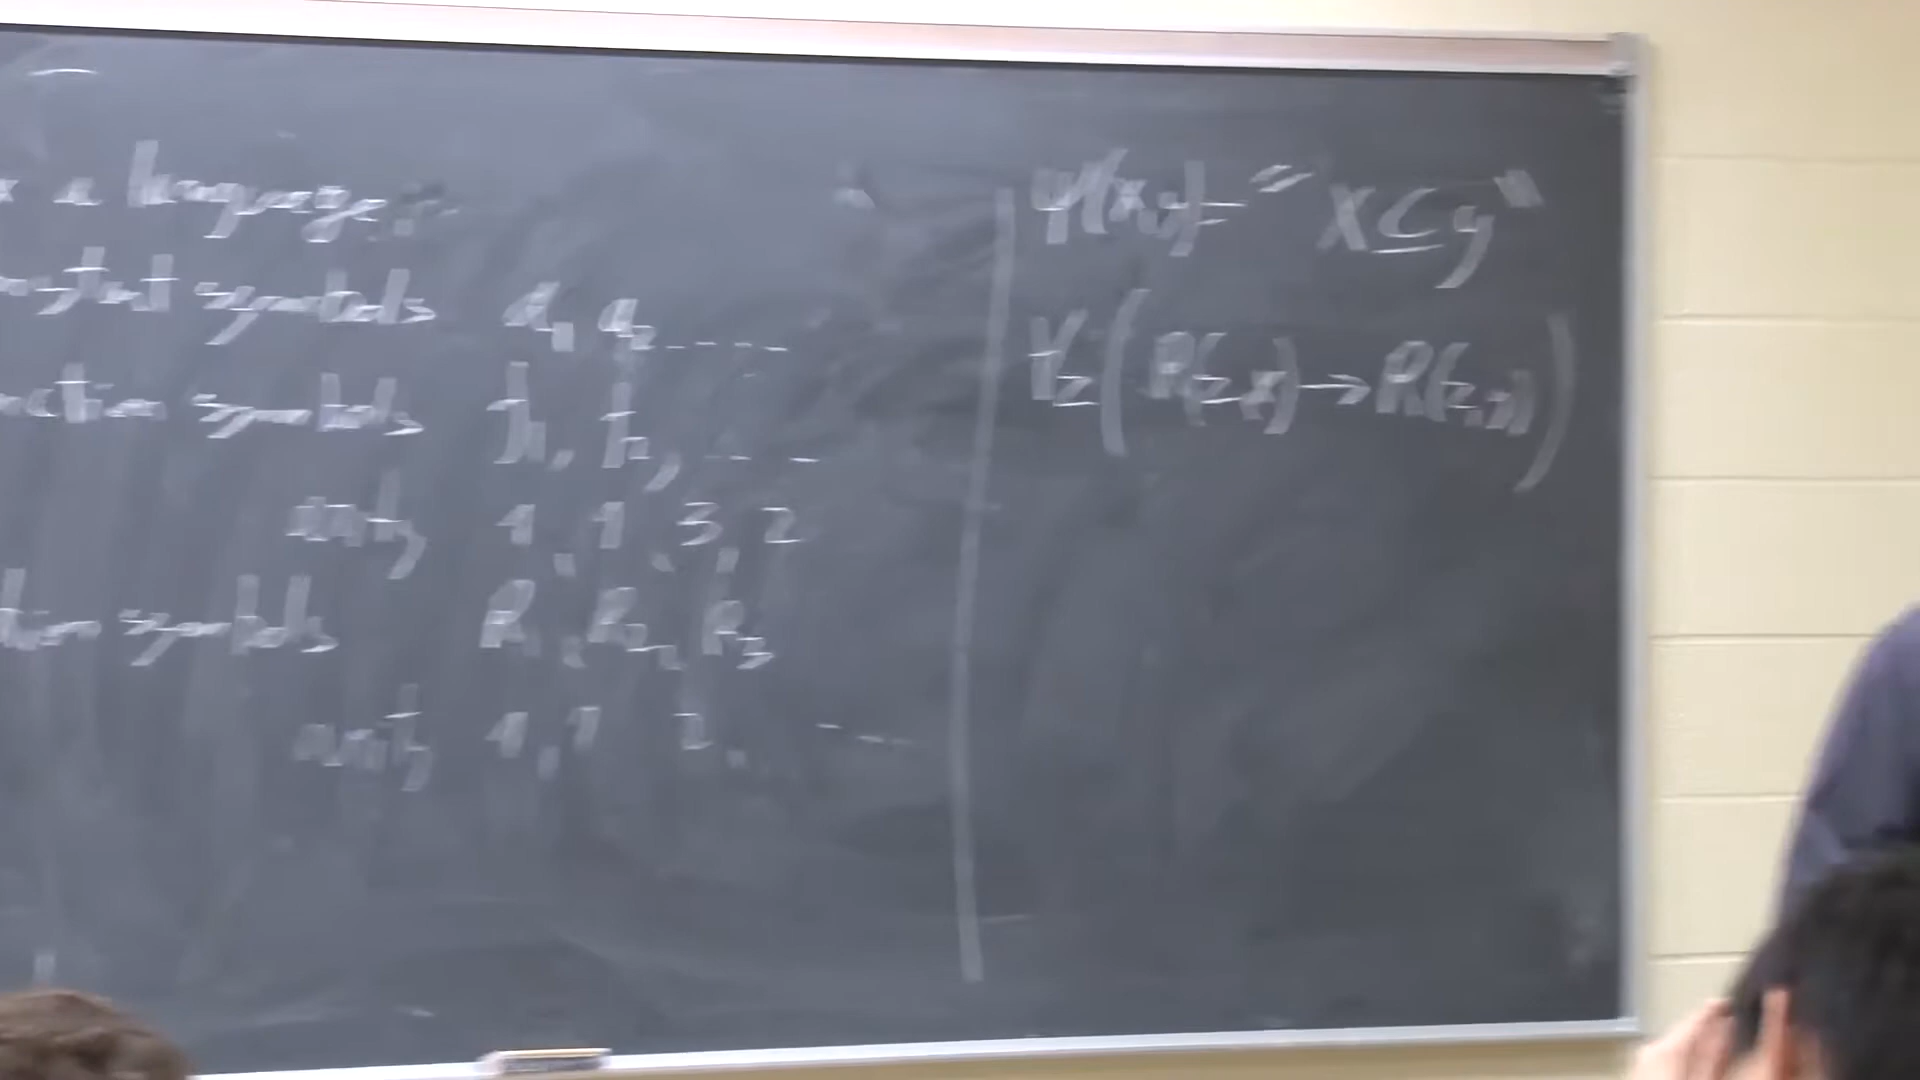 x a language:
constant symbols a₁, a₂, ....
function symbols f₁, f₂, ...
arity 1, 1, 3, 2
relation symbols R₁, R₂, R₃
arity 1, 1 2, ...
φ(x,y) = "x ⊆ y"
∀z(R(z,x) → R(z,y))